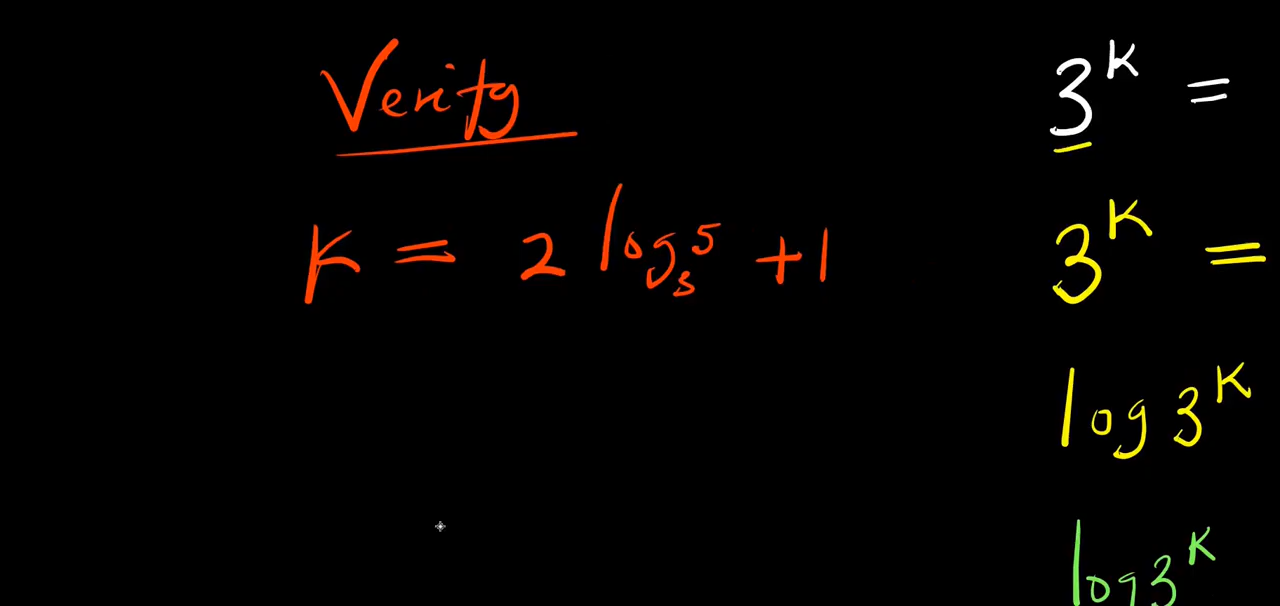 Verify
K = 2 log₃⁵ + 1
3ᴷ =
3ᴷ =
log 3ᴷ
log 3ᴷ